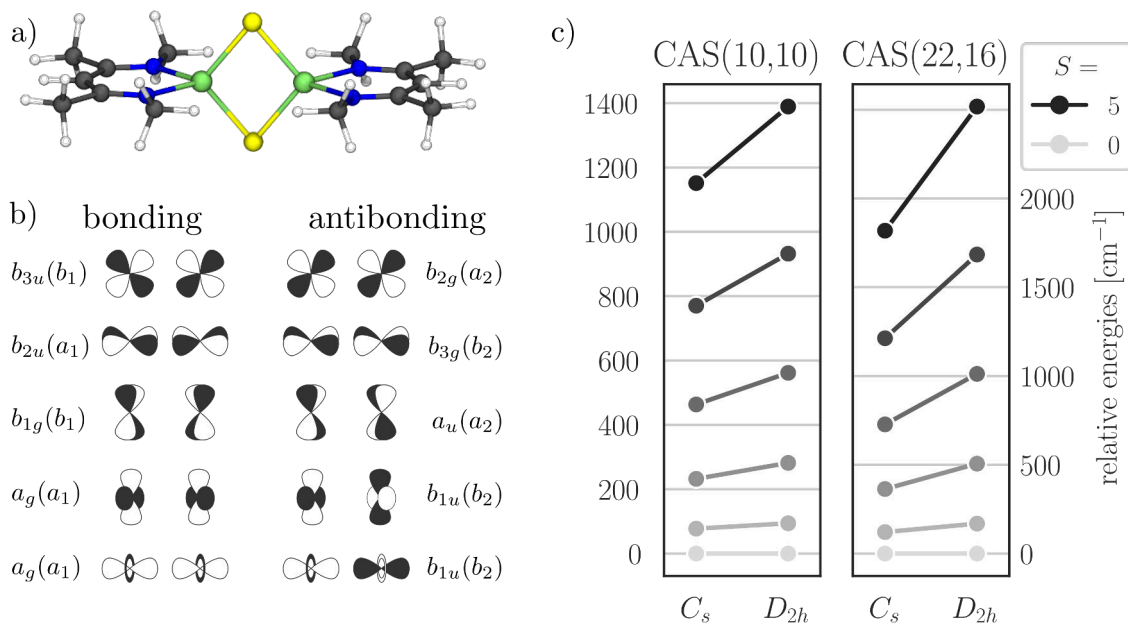 a)
b)
bonding antibonding
b₃ᵤ(b₁) b₂g(a₂)
b₂ᵤ(a₁) b₃g(b₂)
b₁g(b₁) aᵤ(a₂)
a_g(a₁) b₁ᵤ(b₂)
a_g(a₁) b₁ᵤ(b₂)
c)
CAS(10,10) CAS(22,16)
S =
5
0
1400
1200
1000
800
600
400
200
0
2000
1500
1000
500
0
relative energies [cm⁻¹]
Cₛ D₂ₕ Cₛ D₂ₕ